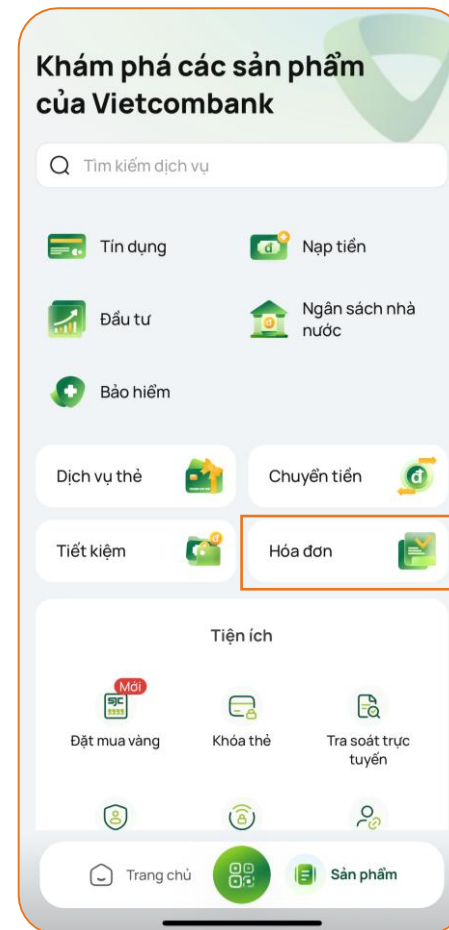 Khám phá các sản phẩm
của Vietcombank
Tìm kiếm dịch vụ
Tín dụng
Nạp tiền
Đầu tư
Ngân sách nhà
nước
Bảo hiểm
Dịch vụ thẻ
Chuyển tiền
Tiết kiệm
Hóa đơn
Tiện ích
Mới
SJC
9999
Đặt mua vàng
Khóa thẻ
Tra soát trực
tuyến
Trang chủ
Sản phẩm